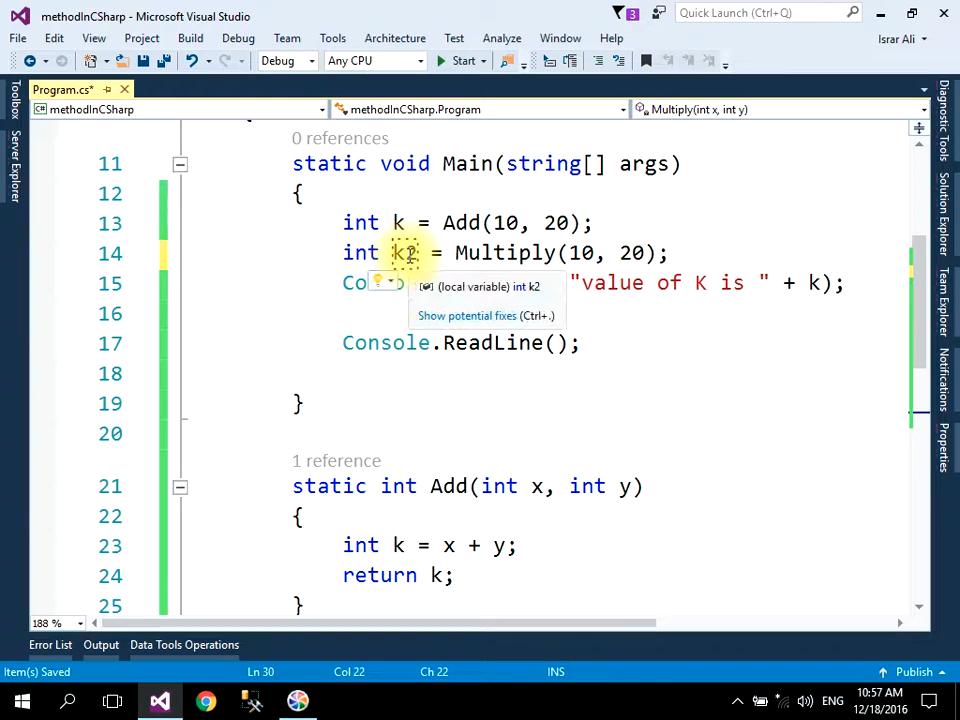 methodInCSharp - Microsoft Visual Studio
3
Quick Launch (Ctrl+Q)
File Edit View Project Build Debug Team Tools Architecture Test Analyze Window Help
Israr Ali
Debug Any CPU Start
Program.cs*
methodInCSharp methodInCSharp.Program Multiply(int x, int y)
Toolbox
Server Explorer
0 references
11 static void Main(string[] args)
12 {
13 int k = Add(10, 20);
14 int k2 = Multiply(10, 20);
15 "value of K is " + k);
(local variable) int k2
Show potential fixes (Ctrl+.)
16
17 Console.ReadLine();
18
19 }
20
1 reference
21 static int Add(int x, int y)
22 {
23 int k = x + y;
24 return k;
25 }
Diagnostic Tools
Solution Explorer
Team Explorer
Notifications
Properties
188 %
Error List Output Data Tools Operations
Item(s) Saved Ln 30 Col 22 Ch 22 INS Publish
ENG
10:57 AM
12/18/2016